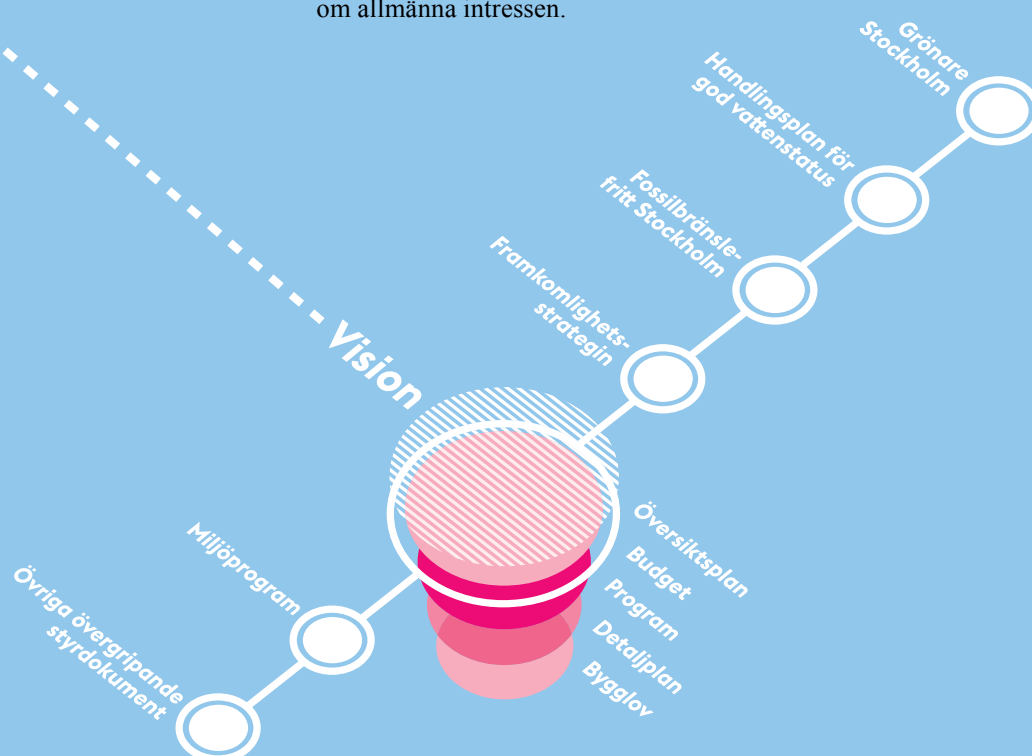 om allmänna intressen.
Grönare
Stockholm
Handlingsplan för
god vattenstatus
Fossilbränsle-
fritt Stockholm
Framkomlighets-
strategin
Vision
Översiktsplan
Budget
Program
Detaljplan
Bygglov
Miljöprogram
Övriga övergripande
styrdokument